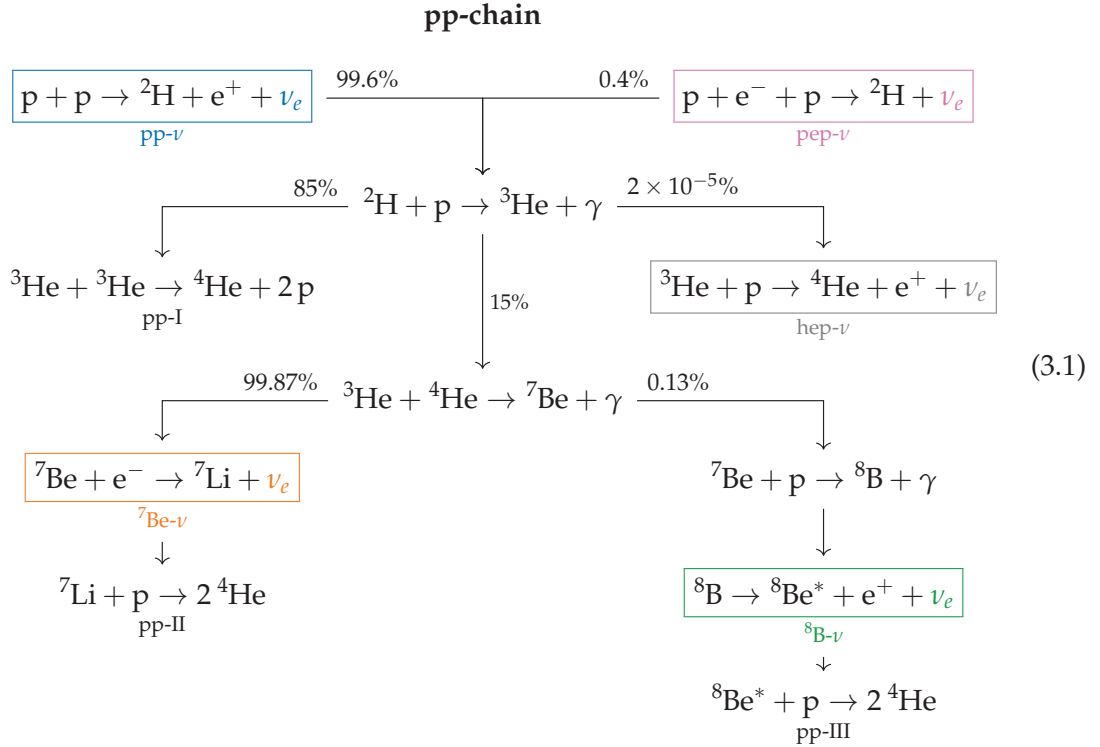 pp-chain
99.6% 0.4%
p + p → ²H + e⁺ + νₑ p + e⁻ + p → ²H + νₑ
pp-ν pep-ν
85% 2 × 10⁻⁵%
²H + p → ³He + γ
³He + ³He → ⁴He + 2 p ³He + p → ⁴He + e⁺ + νₑ
pp-I 15% hep-ν
(3.1)
99.87% 0.13%
³He + ⁴He → ⁷Be + γ
⁷Be + e⁻ → ⁷Li + νₑ ⁷Be + p → ⁸B + γ
⁷Be-ν
⁷Li + p → 2 ⁴He ⁸B → ⁸Be* + e⁺ + νₑ
pp-II ⁸B-ν
⁸Be* + p → 2 ⁴He
pp-III